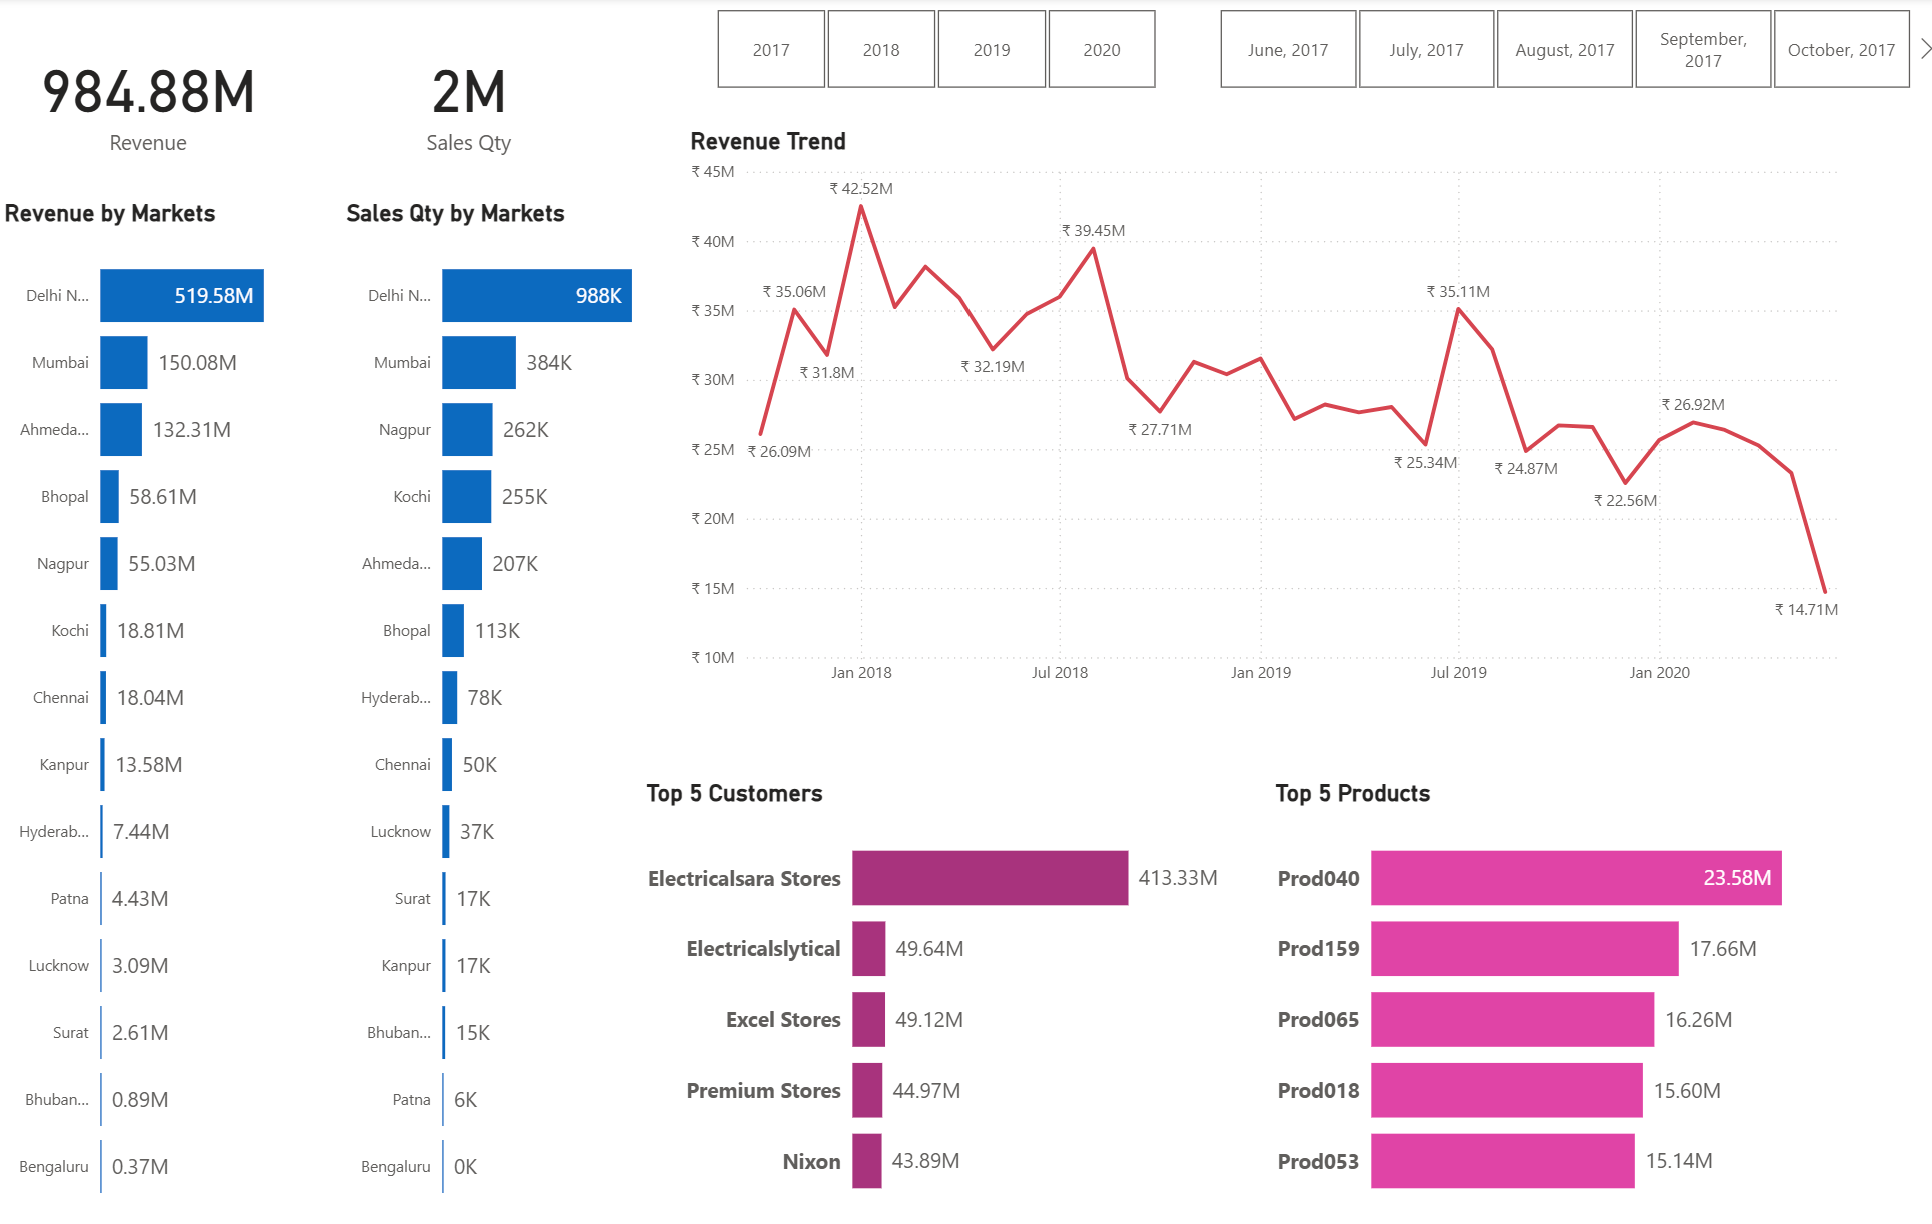 984.88M
Revenue
2M
Sales Qty
2017
2018
2019
2020
June, 2017
July, 2017
August, 2017
September,
2017
October, 2017
Revenue by Markets
Delhi N... 519.58M
Mumbai 150.08M
Ahmeda... 132.31M
Bhopal 58.61M
Nagpur 55.03M
Kochi 18.81M
Chennai 18.04M
Kanpur 13.58M
Hyderab... 7.44M
Patna 4.43M
Lucknow 3.09M
Surat 2.61M
Bhuban... 0.89M
Bengaluru 0.37M
Sales Qty by Markets
Delhi N... 988K
Mumbai 384K
Nagpur 262K
Kochi 255K
Ahmeda... 207K
Bhopal 113K
Hyderab... 78K
Chennai 50K
Lucknow 37K
Surat 17K
Kanpur 17K
Bhuban... 15K
Patna 6K
Bengaluru 0K
Revenue Trend
₹ 45M
₹ 40M
₹ 35M
₹ 30M
₹ 25M
₹ 20M
₹ 15M
₹ 10M
₹ 26.09M
₹ 35.06M
₹ 31.8M
₹ 42.52M
₹ 32.19M
₹ 39.45M
₹ 27.71M
₹ 25.34M
₹ 35.11M
₹ 24.87M
₹ 22.56M
₹ 26.92M
₹ 14.71M
Jan 2018
Jul 2018
Jan 2019
Jul 2019
Jan 2020
Top 5 Customers
Electricalsara Stores 413.33M
Electricalslytical 49.64M
Excel Stores 49.12M
Premium Stores 44.97M
Nixon 43.89M
Top 5 Products
Prod040 23.58M
Prod159 17.66M
Prod065 16.26M
Prod018 15.60M
Prod053 15.14M